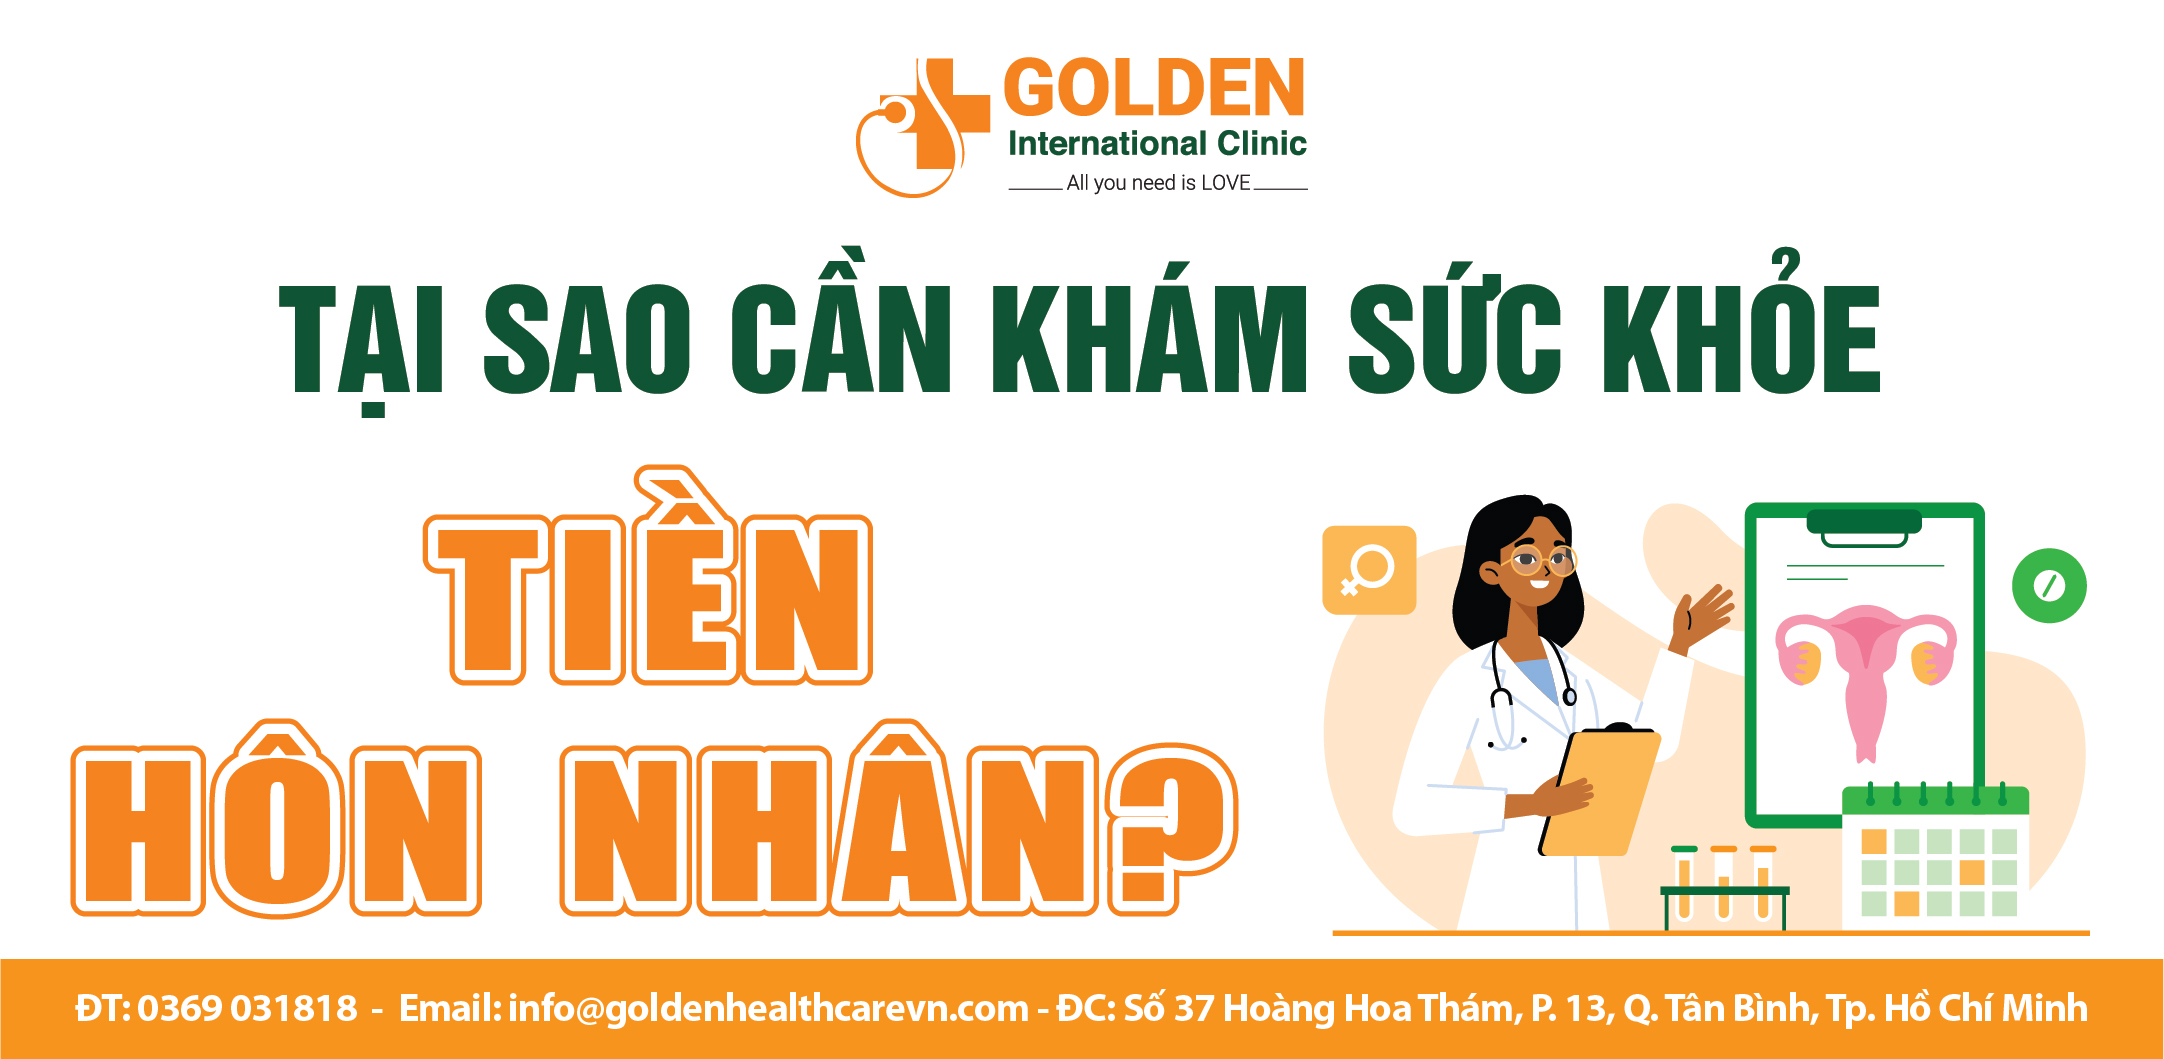 GOLDEN
International Clinic
All you need is LOVE
TẠI SAO CẦN KHÁM SỨC KHỎE
TIỀN
HÔN NHÂN?
ĐT: 0369 031818 - Email: info@goldenhealthcarevn.com - ĐC: Số 37 Hoàng Hoa Thám, P. 13, Q. Tân Bình, Tp. Hồ Chí Minh